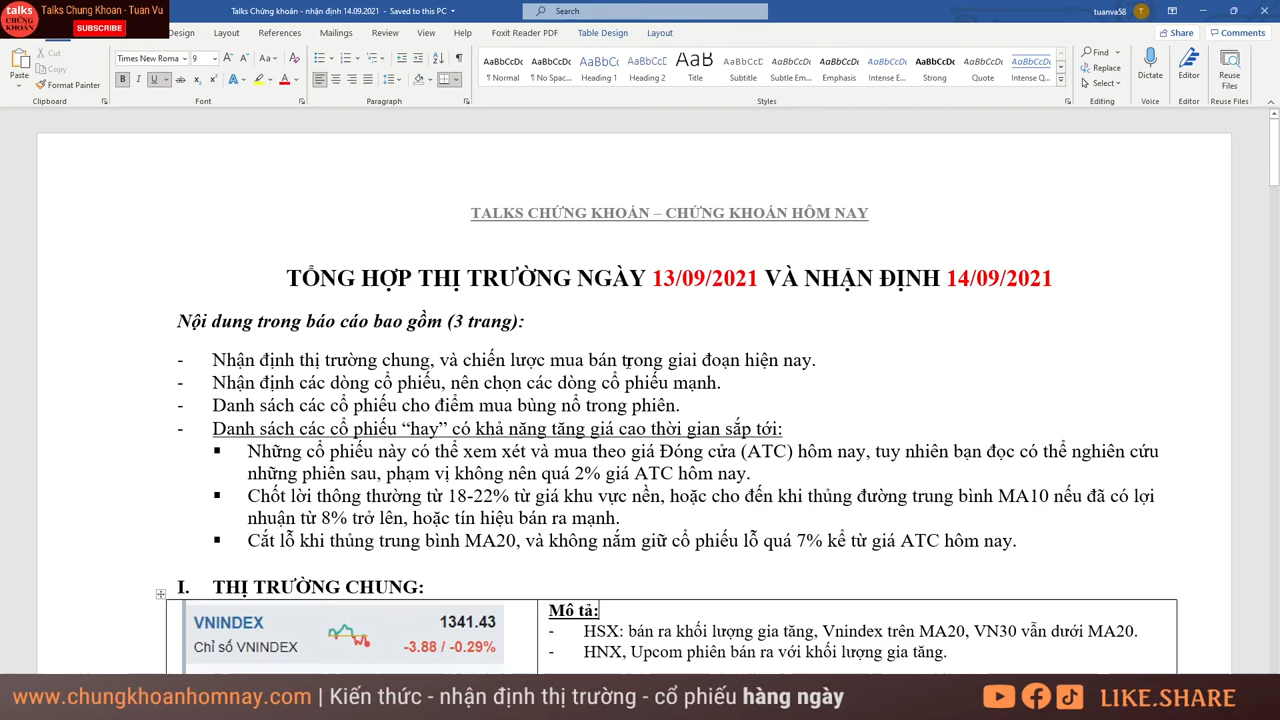 talks
CHỨNG
KHOÁN
Talks Chung Khoan - Tuan Vu
SUBSCRIBE
Talks Chứng khoán - nhận định 14.09.2021 - Saved to this PC
Search
tuanva58
T
Design
Layout
References
Mailings
Review
View
Help
Foxit Reader PDF
Table Design
Layout
Share
Comments
Paste
Cut
Copy
Format Painter
Clipboard
Times New Roma
9
Font
Paragraph
AaBbCcDc
¶ Normal
AaBbCcDc
¶ No Spac...
AaBbCc
Heading 1
AaBbCcD
Heading 2
AaB
Title
AaBbCcD
Subtitle
AaBbCcDc
Subtle Em...
AaBbCcDc
Emphasis
AaBbCcDc
Intense E...
AaBbCcDc
Strong
AaBbCcDc
Quote
AaBbCcDc
Intense Q...
Styles
Find
Replace
Select
Editing
Dictate
Voice
Editor
Editor
Reuse
Files
Reuse Files
TALKS CHỨNG KHOÁN – CHỨNG KHOÁN HÔM NAY
TỔNG HỢP THỊ TRƯỜNG NGÀY 13/09/2021 VÀ NHẬN ĐỊNH 14/09/2021
Nội dung trong báo cáo bao gồm (3 trang):
- Nhận định thị trường chung, và chiến lược mua bán trong giai đoạn hiện nay.
- Nhận định các dòng cổ phiếu, nên chọn các dòng cổ phiếu mạnh.
- Danh sách các cổ phiếu cho điểm mua bùng nổ trong phiên.
- Danh sách các cổ phiếu “hay” có khả năng tăng giá cao thời gian sắp tới:
▪ Những cổ phiếu này có thể xem xét và mua theo giá Đóng cửa (ATC) hôm nay, tuy nhiên bạn đọc có thể nghiên cứu
những phiên sau, phạm vị không nên quá 2% giá ATC hôm nay.
▪ Chốt lời thông thường từ 18-22% từ giá khu vực nền, hoặc cho đến khi thủng đường trung bình MA10 nếu đã có lợi
nhuận từ 8% trở lên, hoặc tín hiệu bán ra mạnh.
▪ Cắt lỗ khi thủng trung bình MA20, và không nắm giữ cổ phiếu lỗ quá 7% kể từ giá ATC hôm nay.
I. THỊ TRƯỜNG CHUNG:
VNINDEX
1341.43
Chỉ số VNINDEX
-3.88 / -0.29%
Mô tả:
- HSX: bán ra khối lượng gia tăng, Vnindex trên MA20, VN30 vẫn dưới MA20.
- HNX, Upcom phiên bán ra với khối lượng gia tăng.
www.chungkhoanhomnay.com | Kiến thức - nhận định thị trường - cổ phiếu hàng ngày
LIKE.SHARE